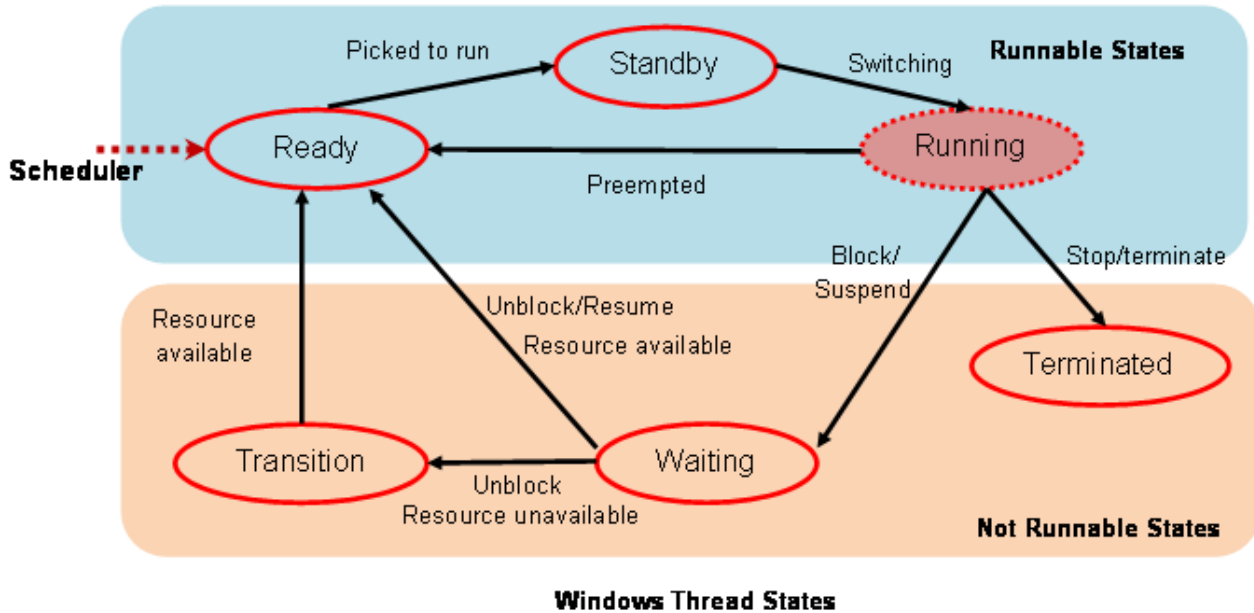 Runnable States
Picked to run
Standby
Switching
Scheduler
Ready
Running
Preempted
Block/
Suspend
Stop/terminate
Resource
available
Unblock/Resume
Resource available
Terminated
Transition
Waiting
Unblock
Resource unavailable
Not Runnable States
Windows Thread States